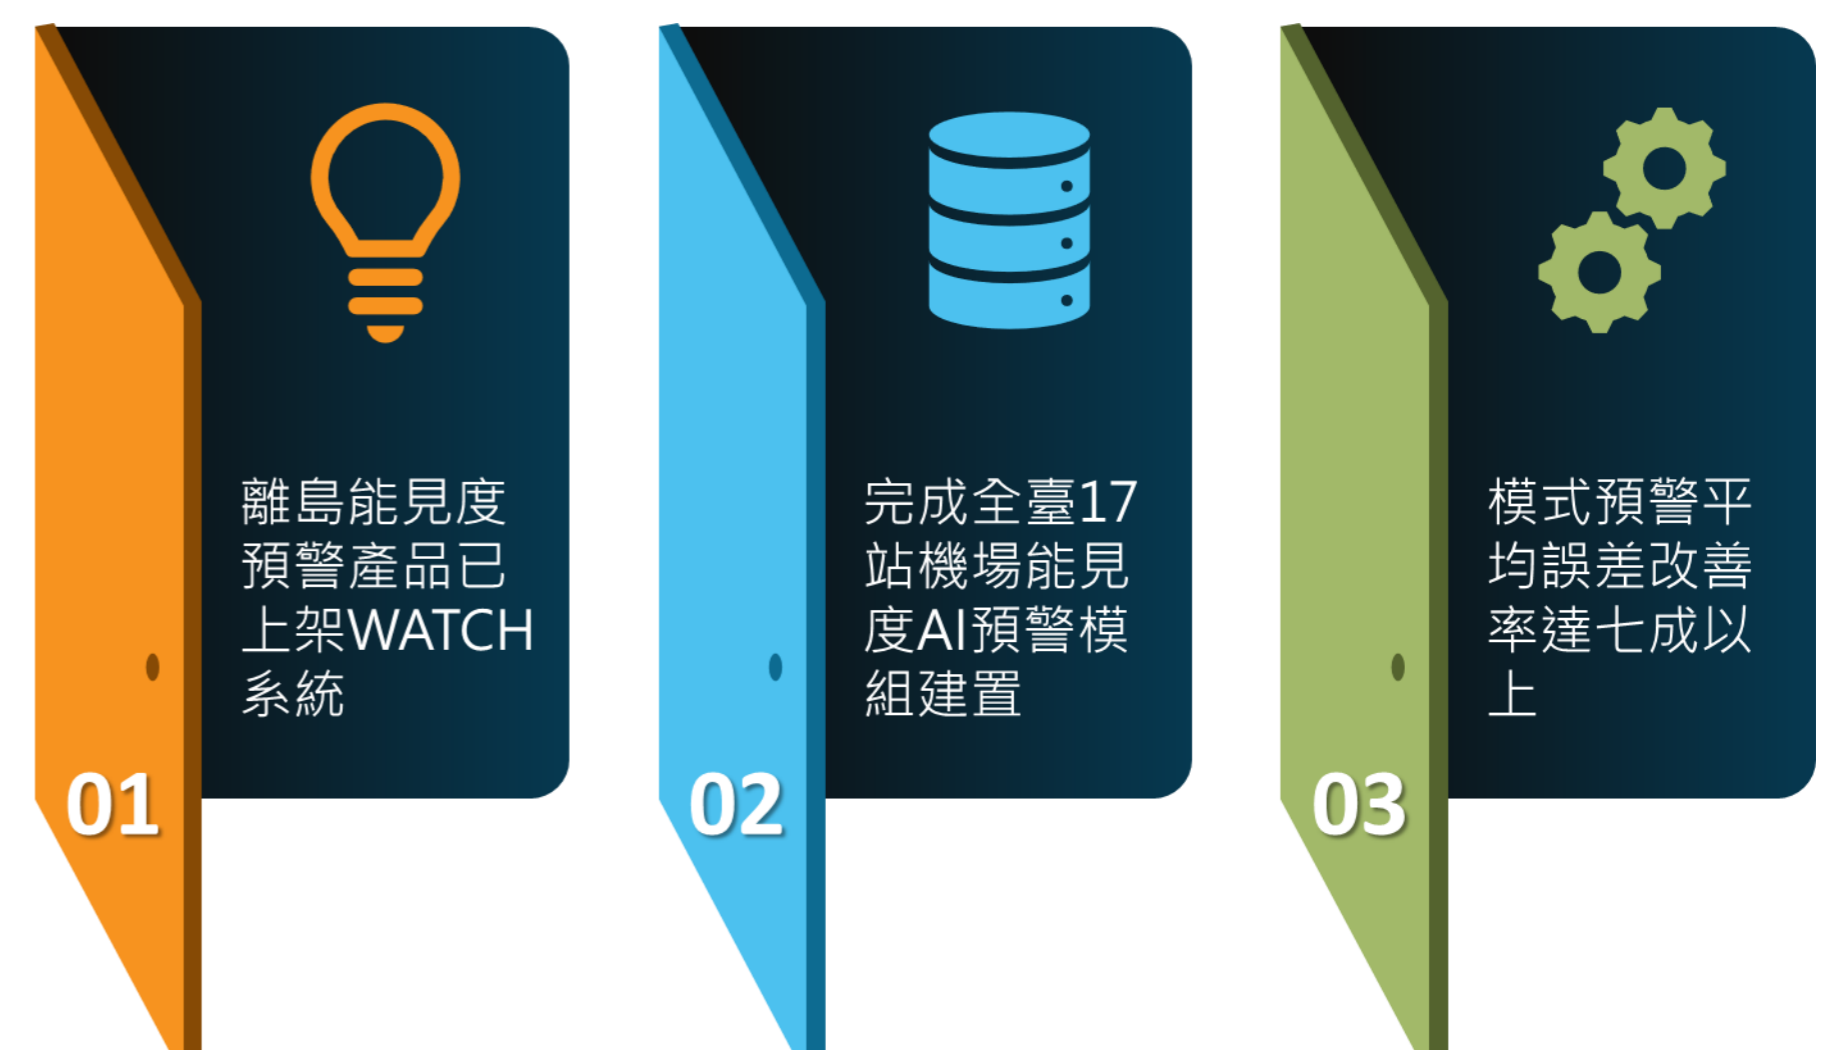 離島能見度
預警產品已
上架WATCH
系統
01
完成全臺17
站機場能見
度AI預警模
組建置
02
模式預警平
均誤差改善
率達七成以
上
03